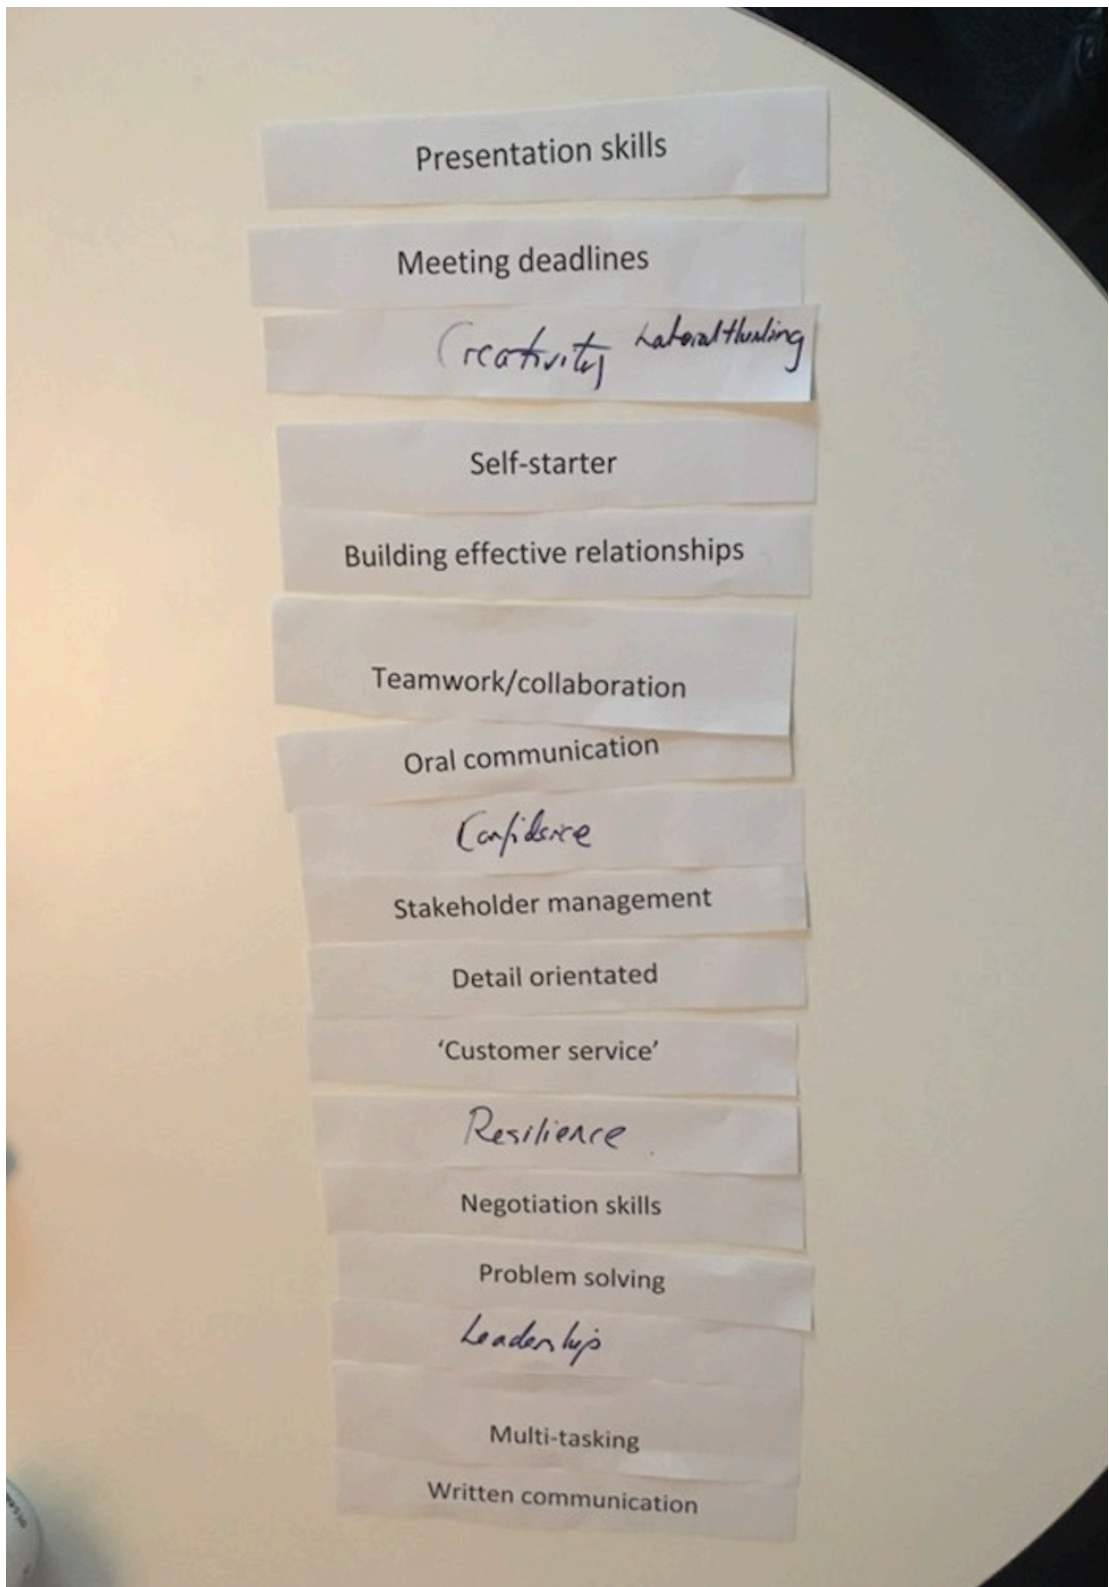 Presentation skills
Meeting deadlines
Creativity Lateral thinking
Self-starter
Building effective relationships
Teamwork/collaboration
Oral communication
Confidence
Stakeholder management
Detail orientated
‘Customer service’
Resilience
Negotiation skills
Problem solving
Leadership
Multi-tasking
Written communication